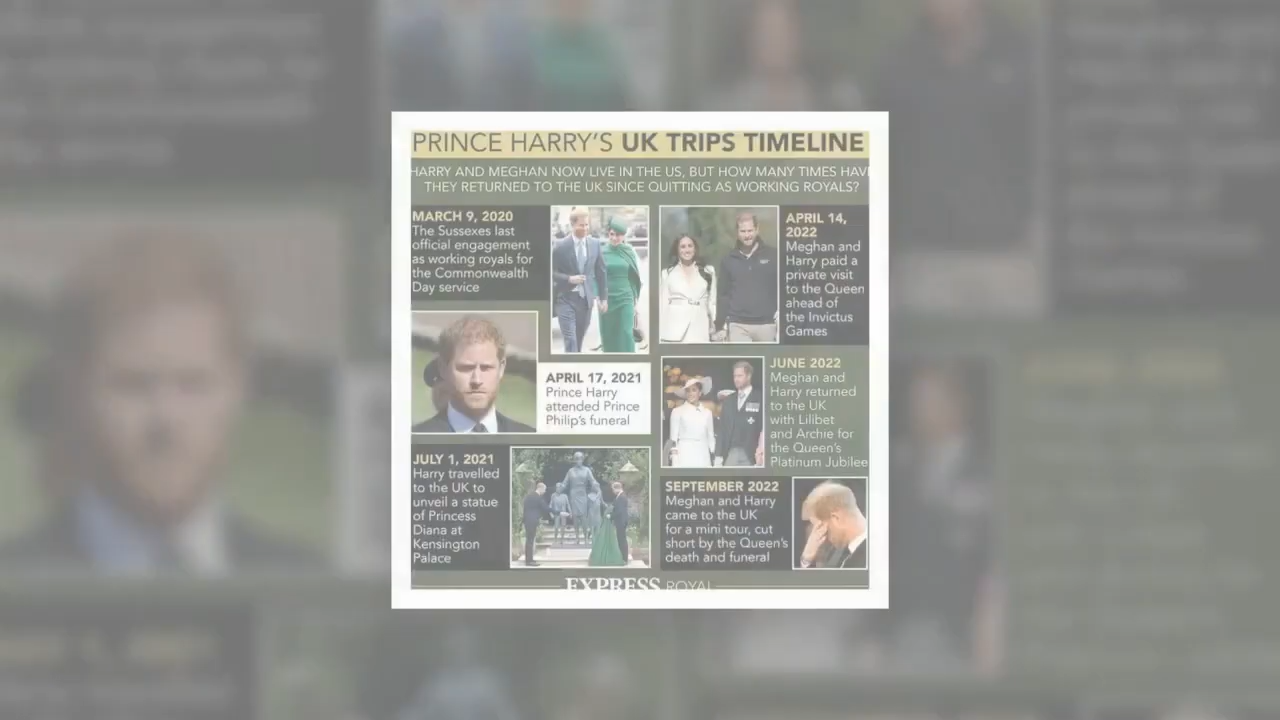 PRINCE HARRY'S UK TRIPS TIMELINE
HARRY AND MEGHAN NOW LIVE IN THE US, BUT HOW MANY TIMES HAV
THEY RETURNED TO THE UK SINCE QUITTING AS WORKING ROYALS?
MARCH 9, 2020
The Sussexes last
official engagement
as working royals for
the Commonwealth
Day service
APRIL 17, 2021
Prince Harry
attended Prince
Philip's funeral
JULY 1, 2021
Harry travelled
to the UK to
unveil a statue
of Princess
Diana at
Kensington
Palace
APRIL 14,
2022
Meghan and
Harry paid a
private visit
to the Queen
ahead of
the Invictus
Games
JUNE 2022
Meghan and
Harry returned
to the UK
with Lilibet
and Archie for
the Queen's
Platinum Jubilee
SEPTEMBER 2022
Meghan and Harry
came to the UK
for a mini tour, cut
short by the Queen's
death and funeral
EXPRESS ROYAL